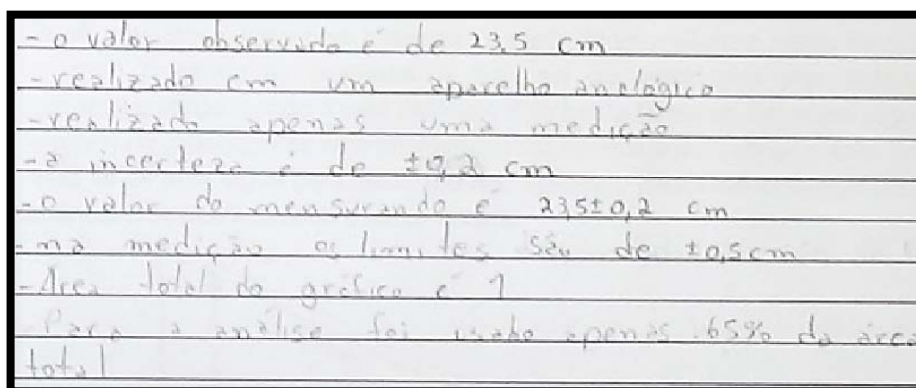 - o valor observado é de 23,5 cm
- realizado em um aparelho analógico
- realizado apenas uma medição
- a incerteza é de ±0,2 cm
- o valor do mensurando é 23,5±0,2 cm
- na medição os limites são de ±0,5cm
- Área total do gráfico é 1
- Para a análise foi usado apenas 65% da área
total